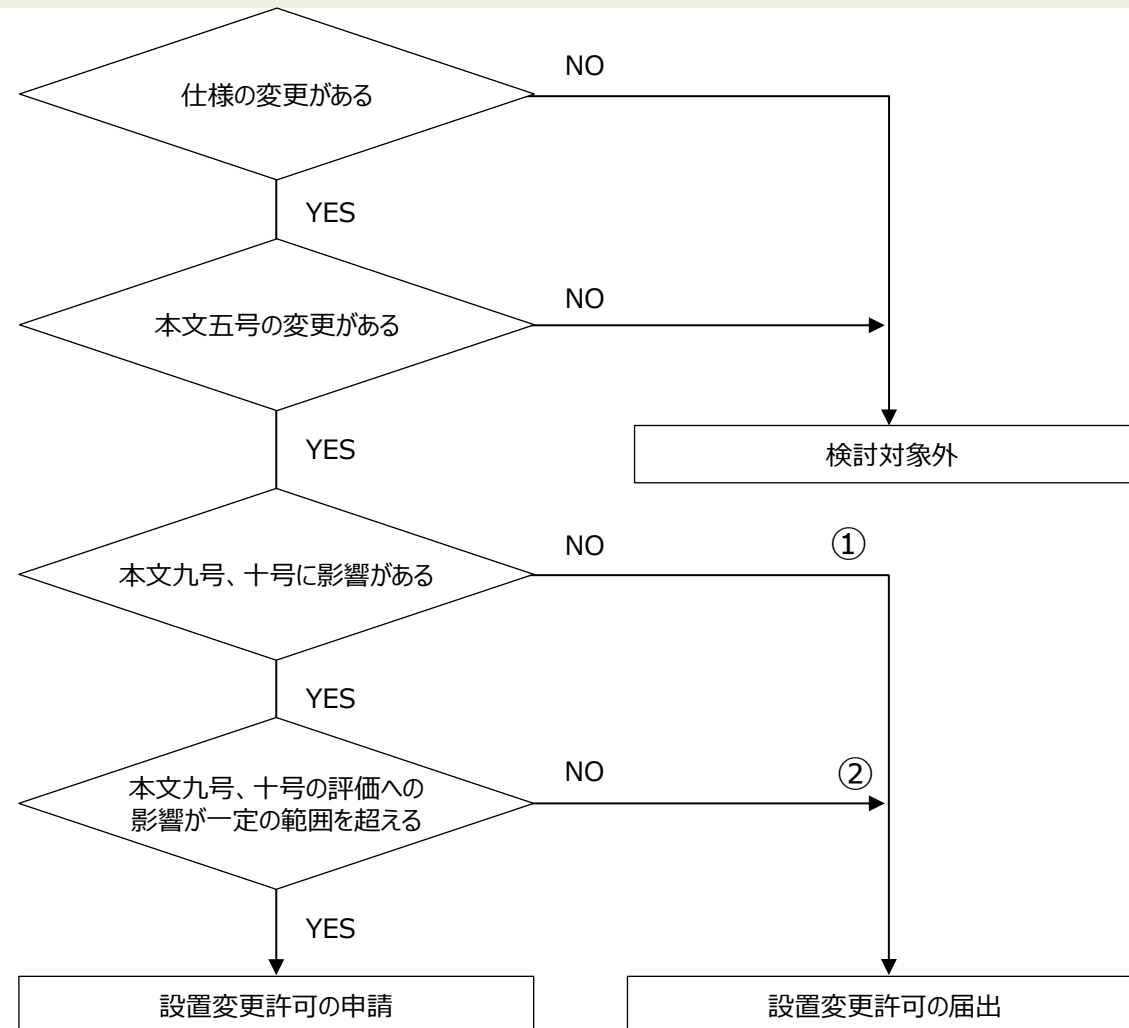 仕様の変更がある
NO
YES
本文五号の変更がある
NO
YES
検討対象外
本文九号、十号に影響がある
NO
①
YES
本文九号、十号の評価への
影響が一定の範囲を超える
NO
②
YES
設置変更許可の申請
設置変更許可の届出